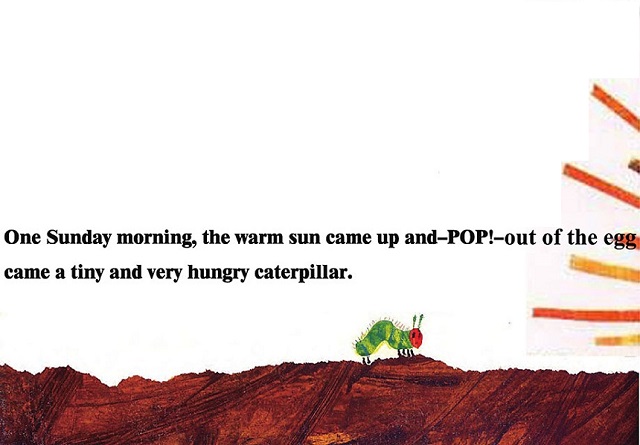 One Sunday morning, the warm sun came up and–POP!–out of the egg
came a tiny and very hungry caterpillar.